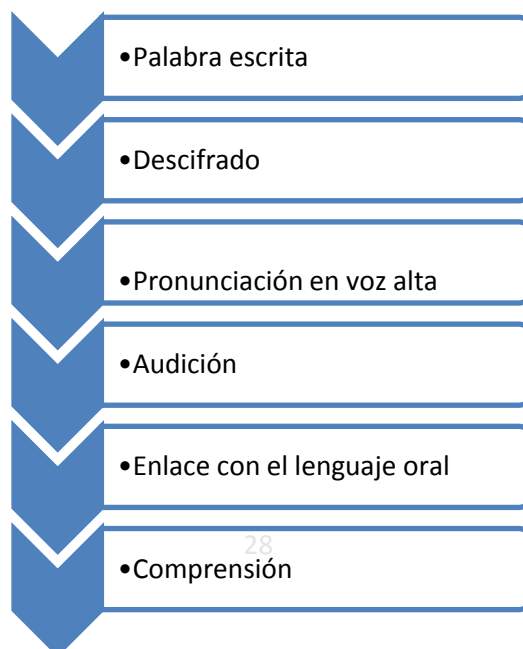 •Palabra escrita
•Descifrado
•Pronunciación en voz alta
•Audición
•Enlace con el lenguaje oral
28
•Comprensión